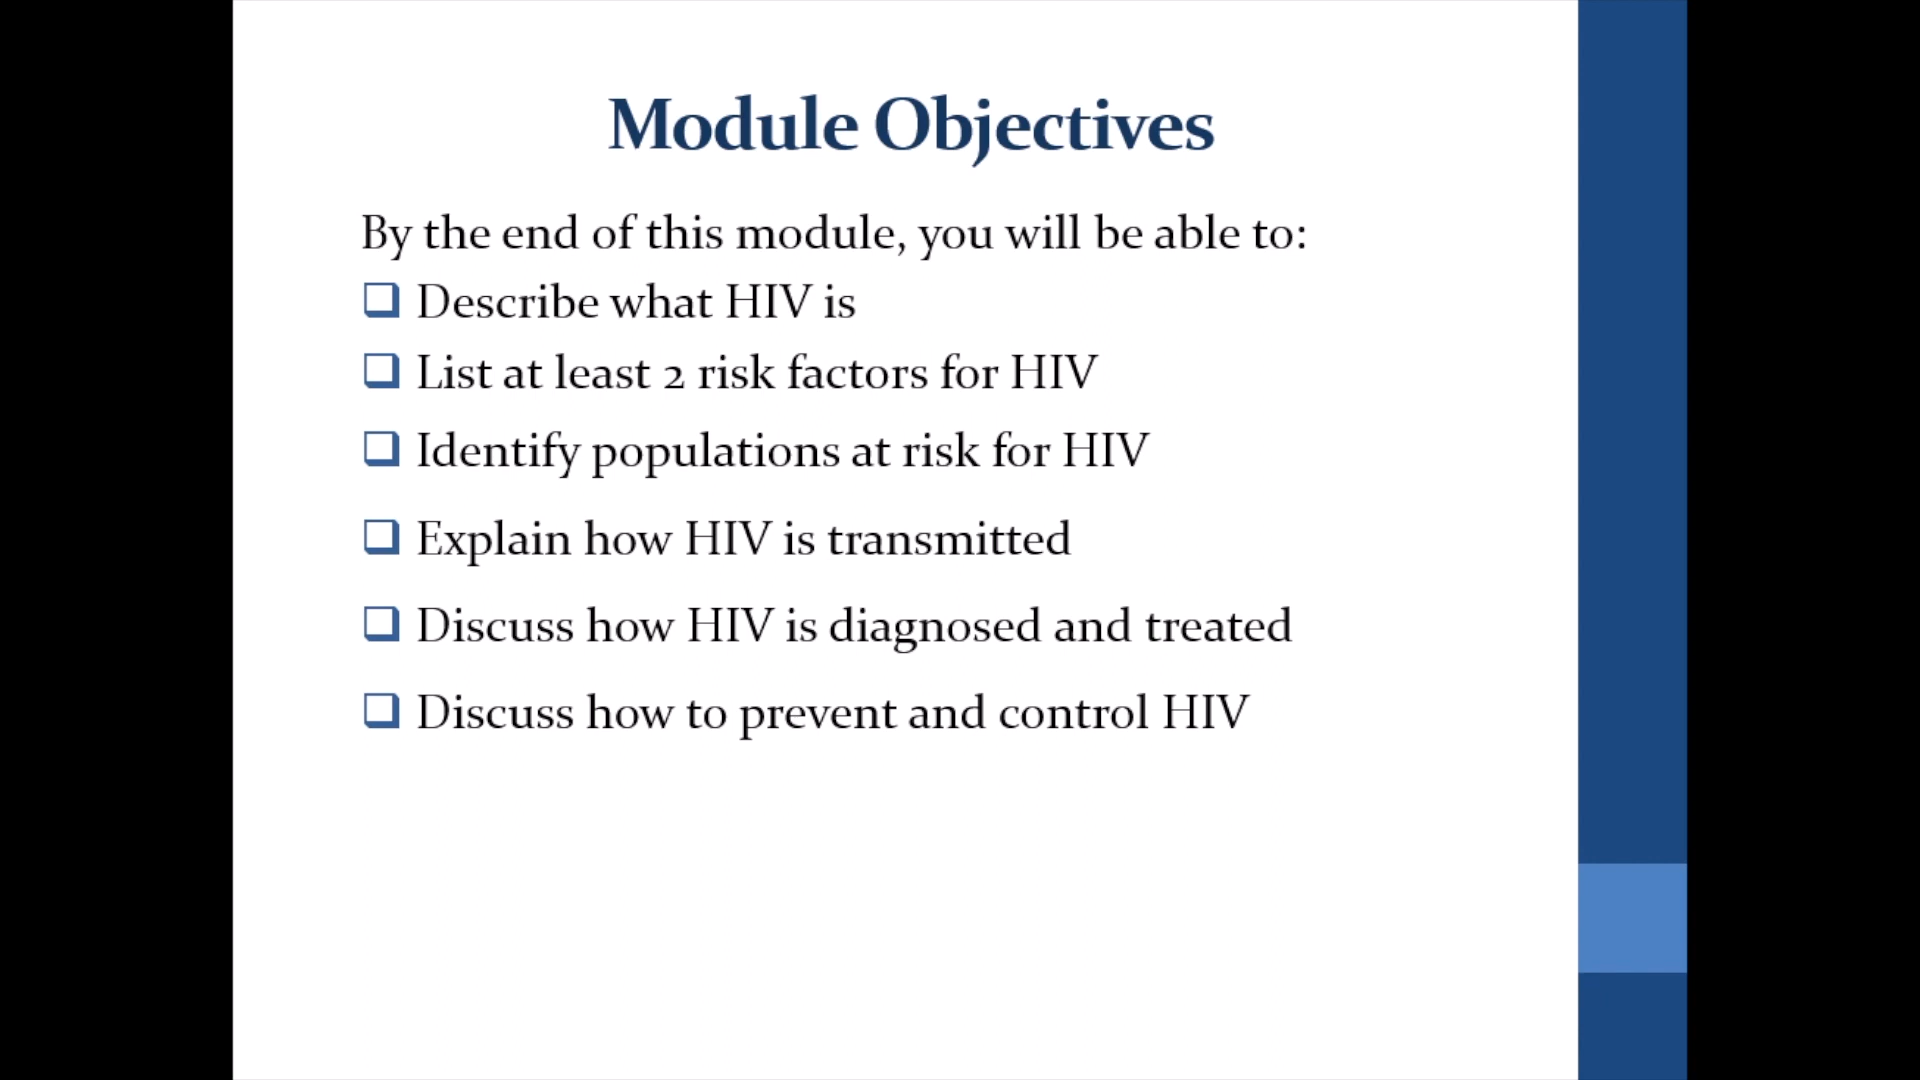 Module Objectives
By the end of this module, you will be able to:
Describe what HIV is
List at least 2 risk factors for HIV
Identify populations at risk for HIV
Explain how HIV is transmitted
Discuss how HIV is diagnosed and treated
Discuss how to prevent and control HIV